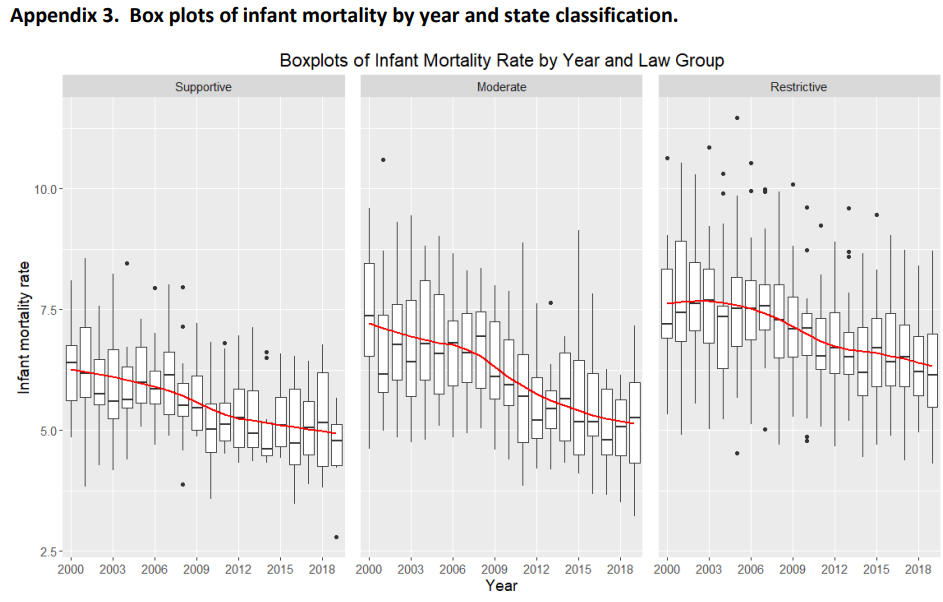 Appendix 3.  Box plots of infant mortality by year and state classification.
Boxplots of Infant Mortality Rate by Year and Law Group
Supportive Moderate Restrictive
Infant mortality rate
10.0
7.5
5.0
2.5
2000 2003 2006 2009 2012 2015 2018 2000 2003 2006 2009 2012 2015 2018 2000 2003 2006 2009 2012 2015 2018
Year